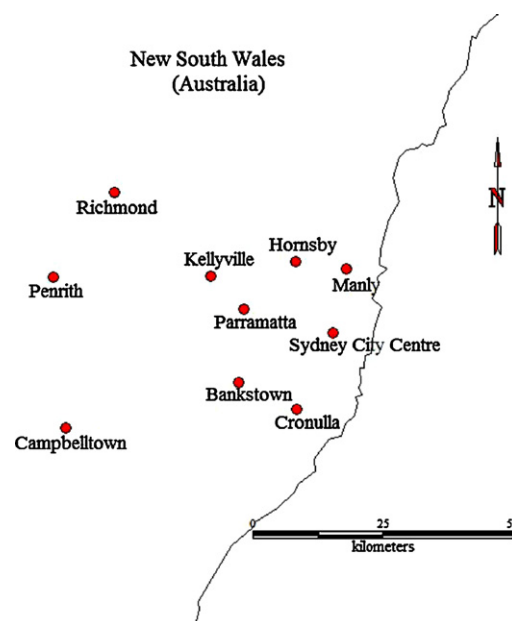 New South Wales
(Australia)
N
Richmond
Hornsby
Kellyville
Manly
Penrith
Parramatta
Sydney City Centre
Bankstown
Cronulla
Campbelltown
0 25
kilometers